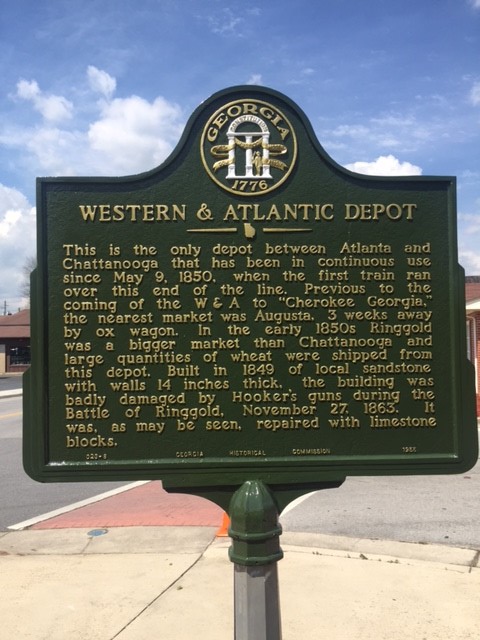 GEORGIA
CONSTITUTION
1776
WESTERN & ATLANTIC DEPOT
This is the only depot between Atlanta and
Chattanooga that has been in continuous use
since May 9, 1850, when the first train ran
over this end of the line. Previous to the
coming of the W & A to "Cherokee Georgia,"
the nearest market was Augusta, 3 weeks away
by ox wagon. In the early 1850s Ringgold
was a bigger market than Chattanooga and
large quantities of wheat were shipped from
this depot. Built in 1849 of local sandstone
with walls 14 inches thick, the building was
badly damaged by Hooker's guns during the
Battle of Ringgold, November 27, 1863. It
was, as may be seen, repaired with limestone
blocks.
GEORGIA HISTORICAL COMMISSION